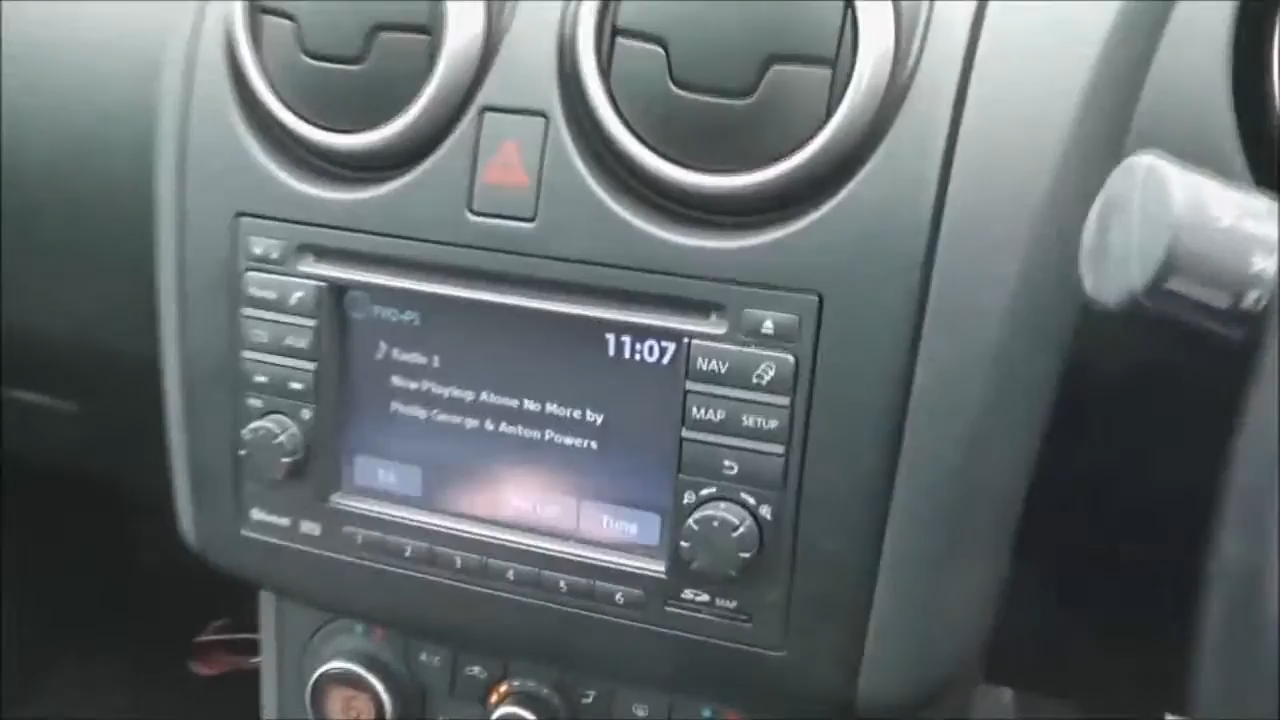 11:07
Radio 1
Now Playing: Alone No More by
Philip George & Anton Powers
Tune
NAV
MAP SETUP
1 2 3 4 5 6
MAP
A/C